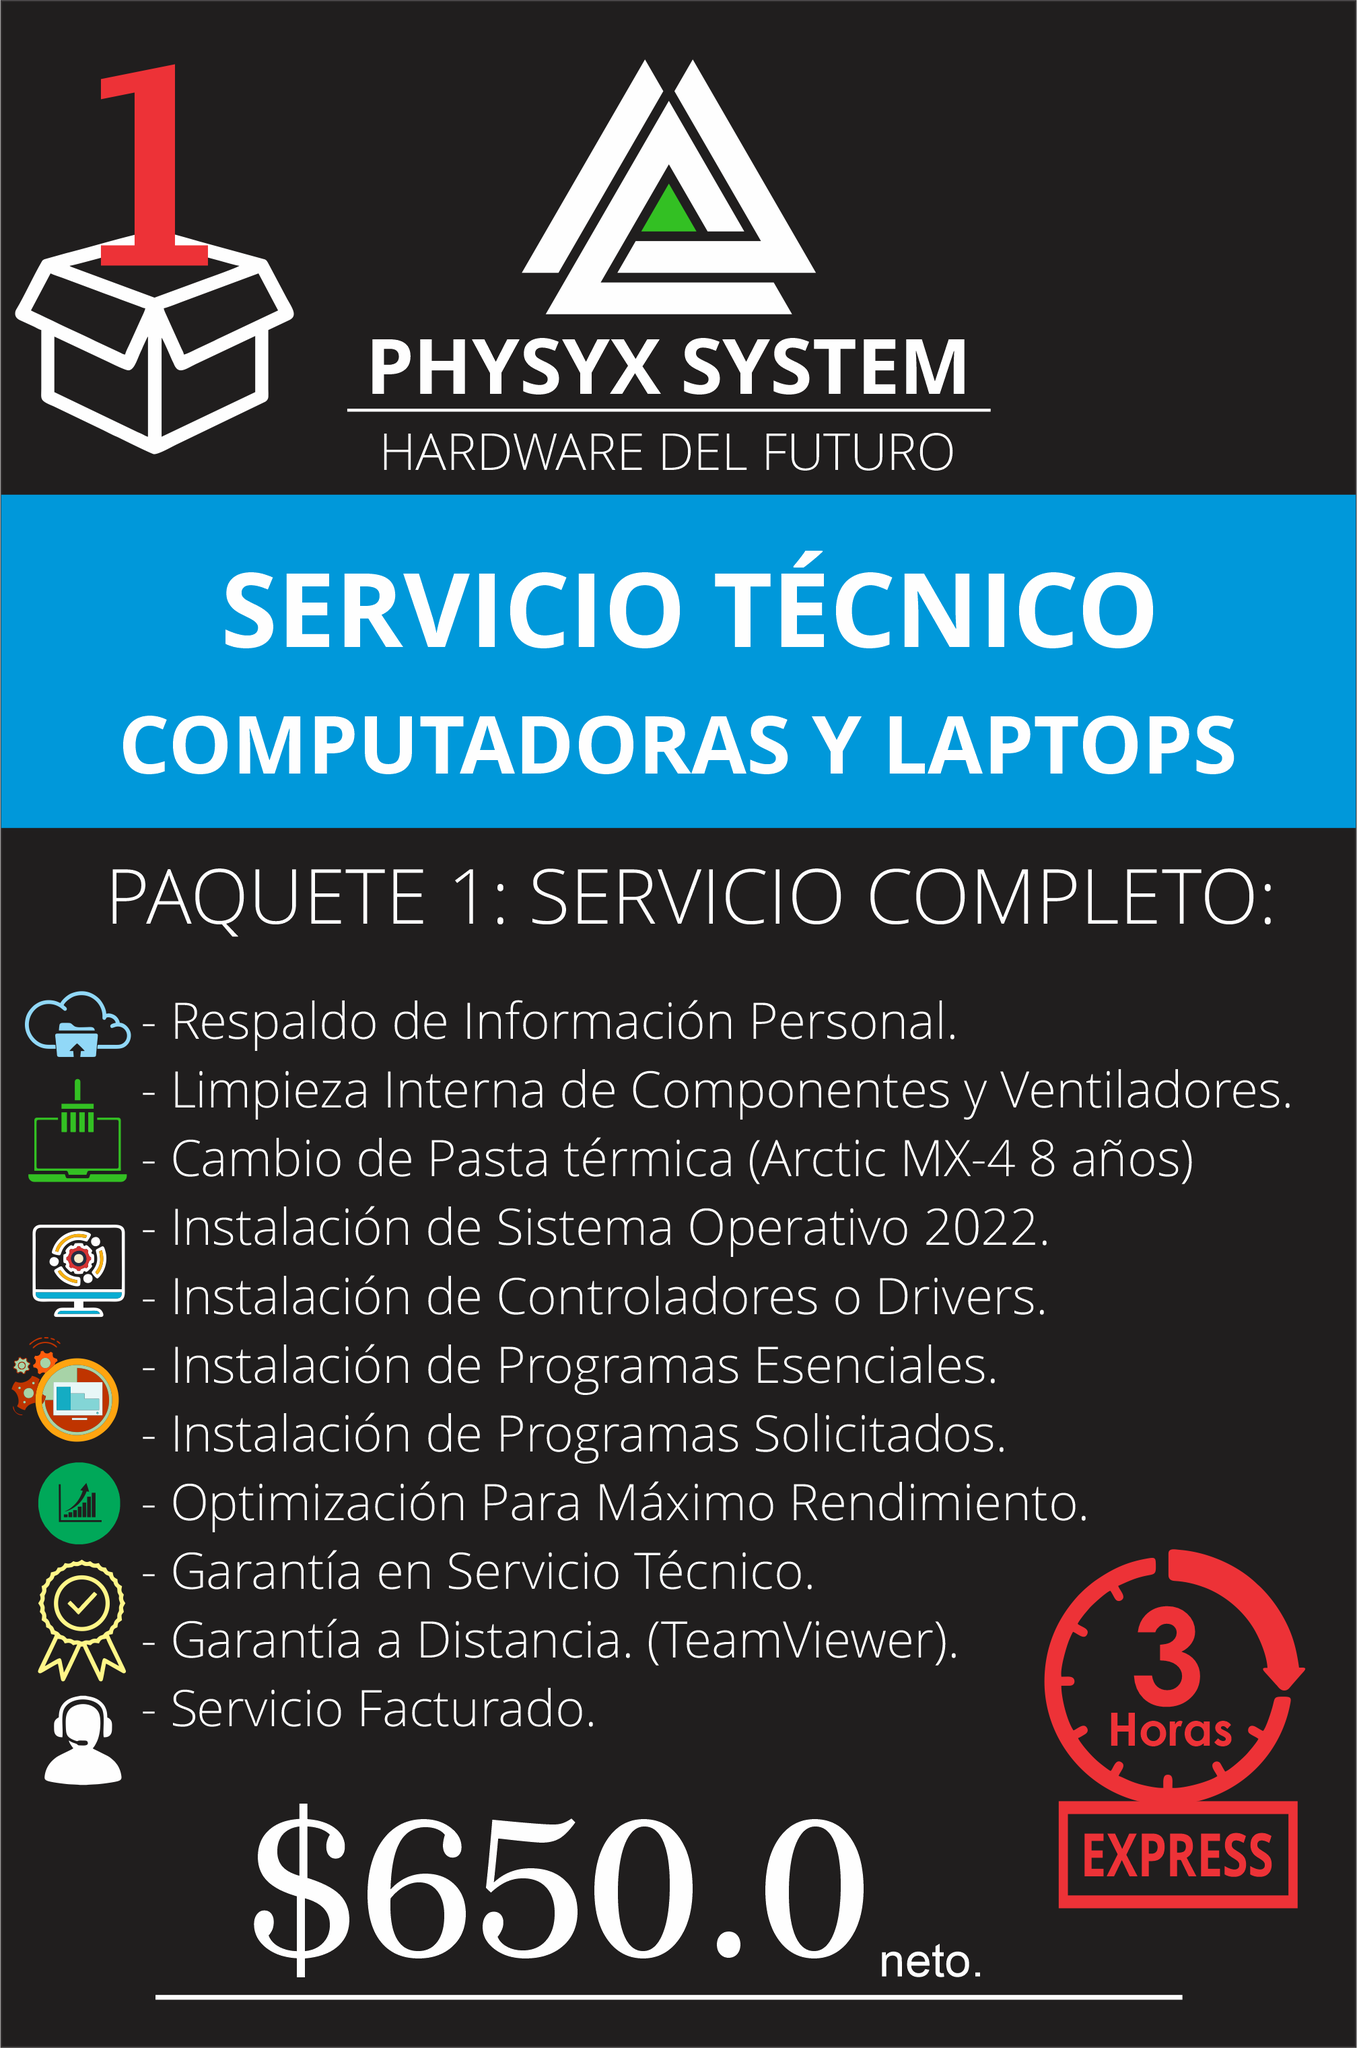 1
PHYSYX SYSTEM
HARDWARE DEL FUTURO
SERVICIO TÉCNICO
COMPUTADORAS Y LAPTOPS
PAQUETE 1: SERVICIO COMPLETO:
- Respaldo de Información Personal.
- Limpieza Interna de Componentes y Ventiladores.
- Cambio de Pasta térmica (Arctic MX-4 8 años)
- Instalación de Sistema Operativo 2022.
- Instalación de Controladores o Drivers.
- Instalación de Programas Esenciales.
- Instalación de Programas Solicitados.
- Optimización Para Máximo Rendimiento.
- Garantía en Servicio Técnico.
- Garantía a Distancia. (TeamViewer).
- Servicio Facturado.
3
Horas
EXPRESS
$650.0 neto.